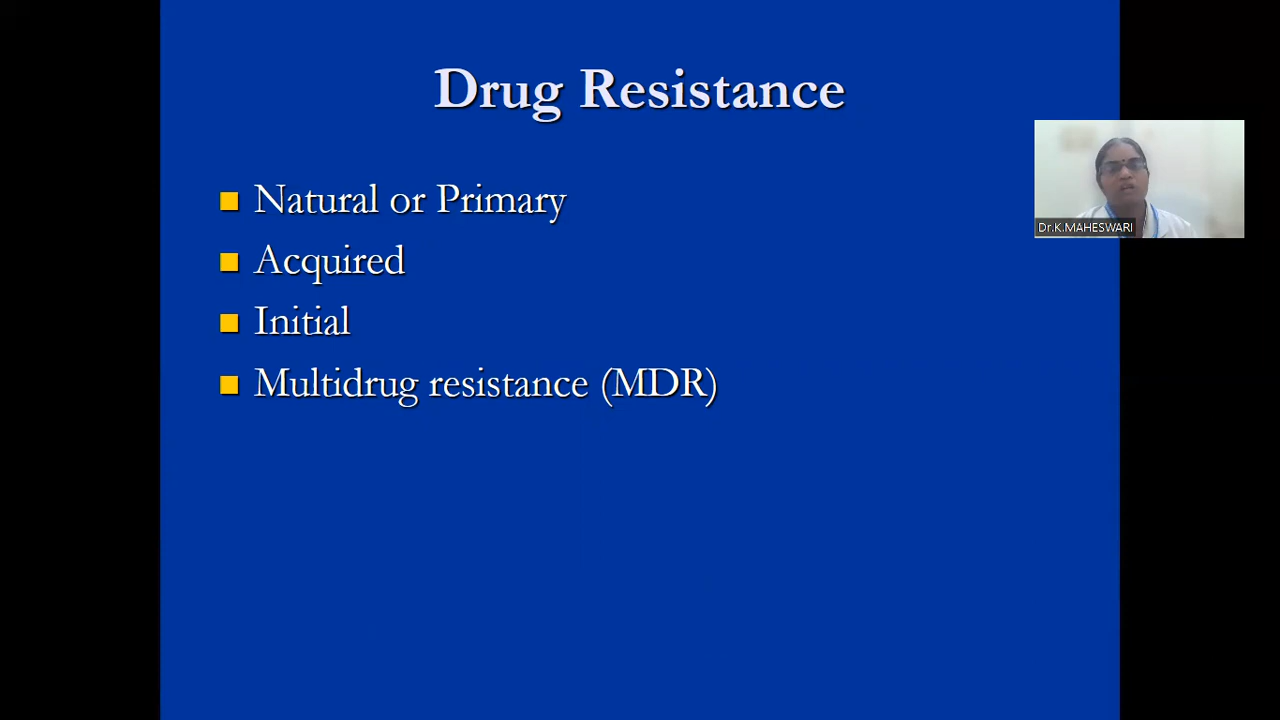 Drug Resistance
Natural or Primary
Acquired
Initial
Multidrug resistance (MDR)
Dr.K.MAHESWARI